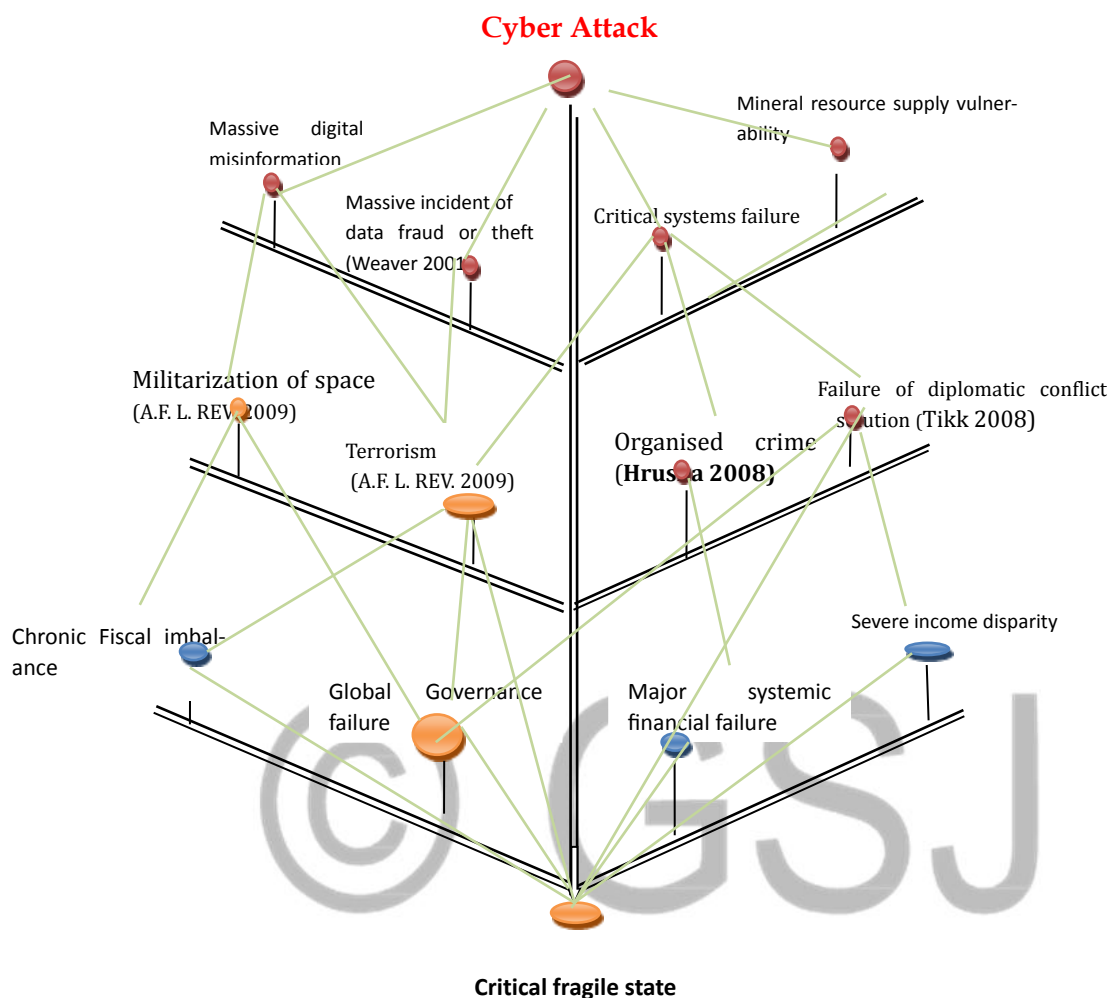 Cyber Attack
Mineral resource supply vulner-
ability
Massive digital
misinformation
Massive incident of
data fraud or theft
(Weaver 2001
Critical systems failure
Militarization of space
(A.F. L. REV. 2009)
Failure of diplomatic conflict
solution (Tikk 2008)
Terrorism
(A.F. L. REV. 2009)
Organised crime
(Hruska 2008)
Chronic Fiscal imbal-
ance
Severe income disparity
Global Governance
failure
Major systemic
financial failure
© GSJ
Critical fragile state